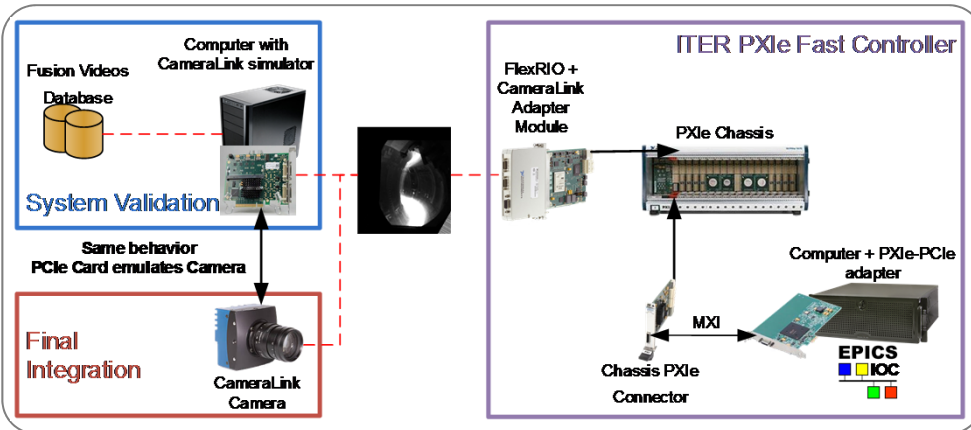 Computer with
CameraLink simulator
Fusion Videos
Database
System Validation
Same behavior
PCIe Card emulates Camera
Final
Integration
CameraLink
Camera
ITER PXIe Fast Controller
FlexRIO +
CameraLink
Adapter
Module
PXIe Chassis
Computer + PXIe-PCIe
adapter
MXI
Chassis PXIe
Connector
EPICS
IOC